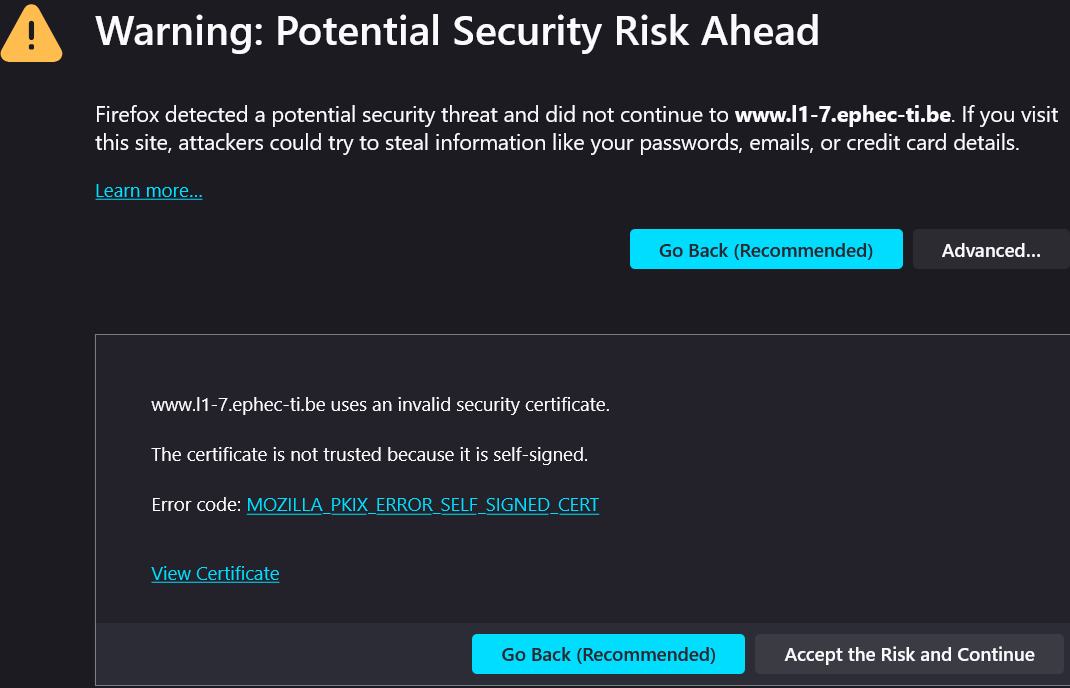 Warning: Potential Security Risk Ahead
Firefox detected a potential security threat and did not continue to www.l1-7.ephec-ti.be. If you visit
this site, attackers could try to steal information like your passwords, emails, or credit card details.
Learn more...
Go Back (Recommended)
Advanced...
www.l1-7.ephec-ti.be uses an invalid security certificate.
The certificate is not trusted because it is self-signed.
Error code: MOZILLA_PKIX_ERROR_SELF_SIGNED_CERT
View Certificate
Go Back (Recommended)
Accept the Risk and Continue